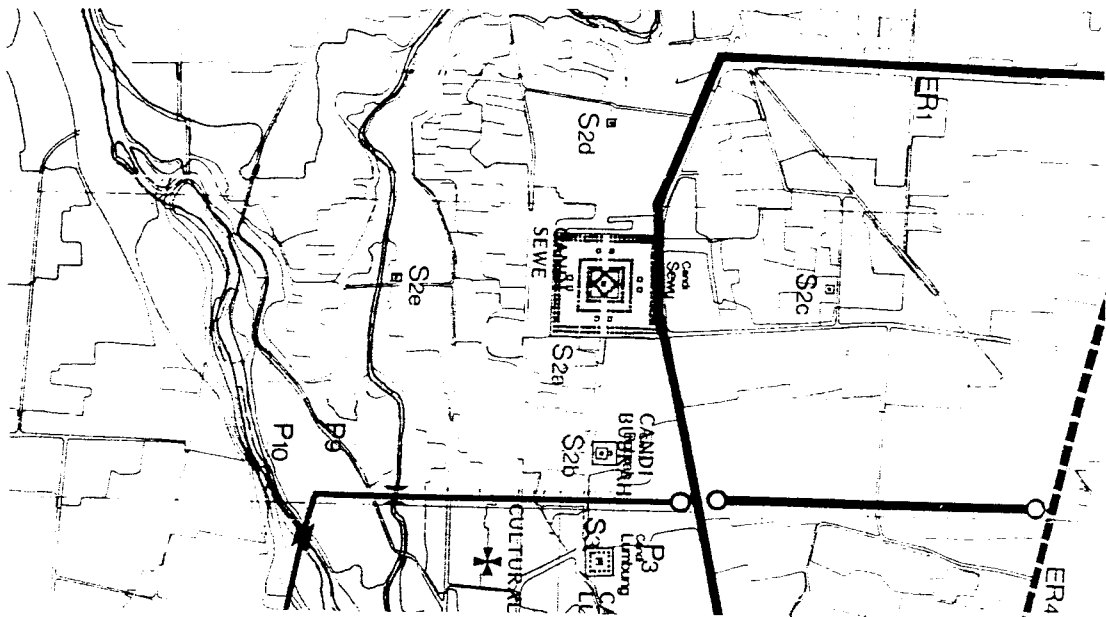 ER1
S2d
CANDI
SEWE
Candi
SEWU
S2c
S2e
S2a
CANDI
BUBRAH
S2b
P9
P10
S3
P3
Candi
Lumbung
CULTURAL
ER4